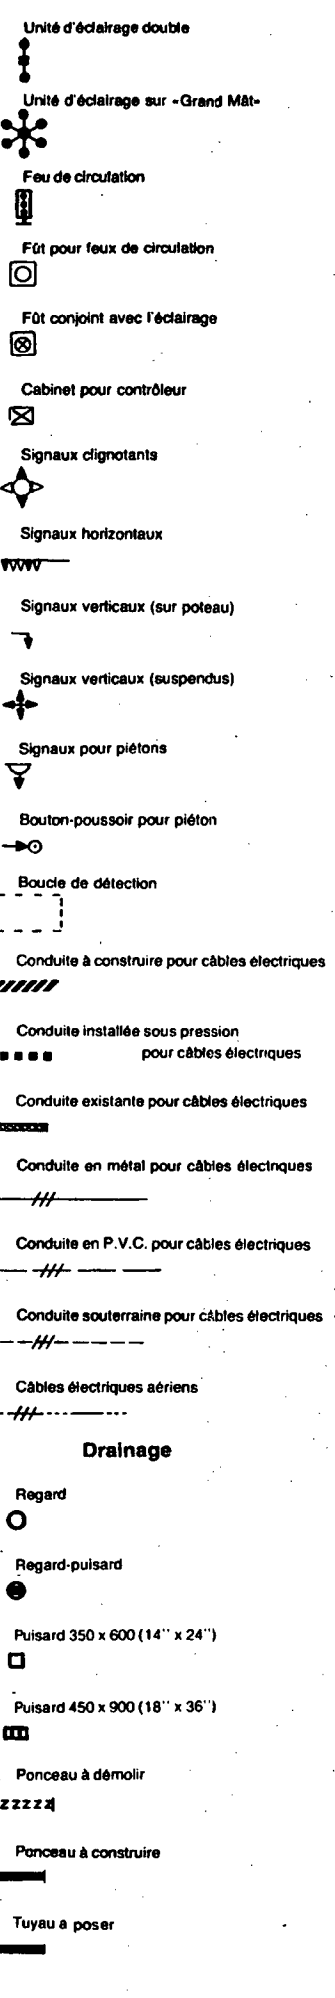 Unité d'éclairage double
Unité d'éclairage sur «Grand Mât»
Feu de circulation
Fût pour feux de circulation
Fût conjoint avec l'éclairage
Cabinet pour contrôleur
Signaux clignotants
Signaux horizontaux
Signaux verticaux (sur poteau)
Signaux verticaux (suspendus)
Signaux pour piétons
Bouton-poussoir pour piéton
Boucle de détection
Conduite à construire pour câbles électriques
Conduite installée sous pression
pour câbles électriques
Conduite existante pour câbles électriques
Conduite en métal pour câbles électriques
Conduite en P.V.C. pour câbles électriques
Conduite souterraine pour câbles électriques
Câbles électriques aériens
Drainage
Regard
Regard-puisard
Puisard 350 x 600 (14'' x 24'')
Puisard 450 x 900 (18'' x 36'')
Ponceau à démolir
Ponceau à construire
Tuyau a poser